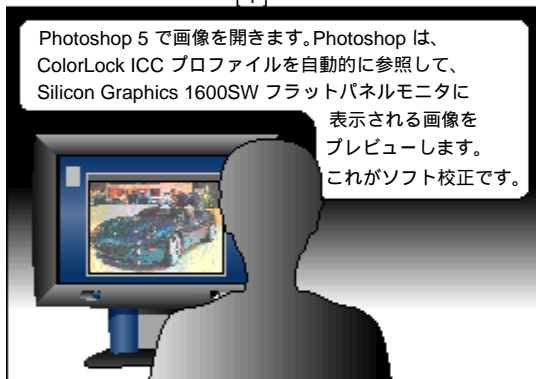 Photoshop 5 で画像を開きます。Photoshop は、
ColorLock ICC プロファイルを自動的に参照して、
Silicon Graphics 1600SW フラットパネルモニタに
表示される画像を
プレビューします。
これがソフト校正です。